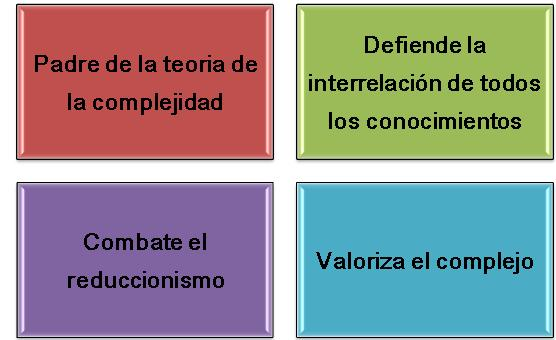 Padre de la teoria de
la complejidad
Defiende la
interrelación de todos
los conocimientos
Combate el
reduccionismo
Valoriza el complejo